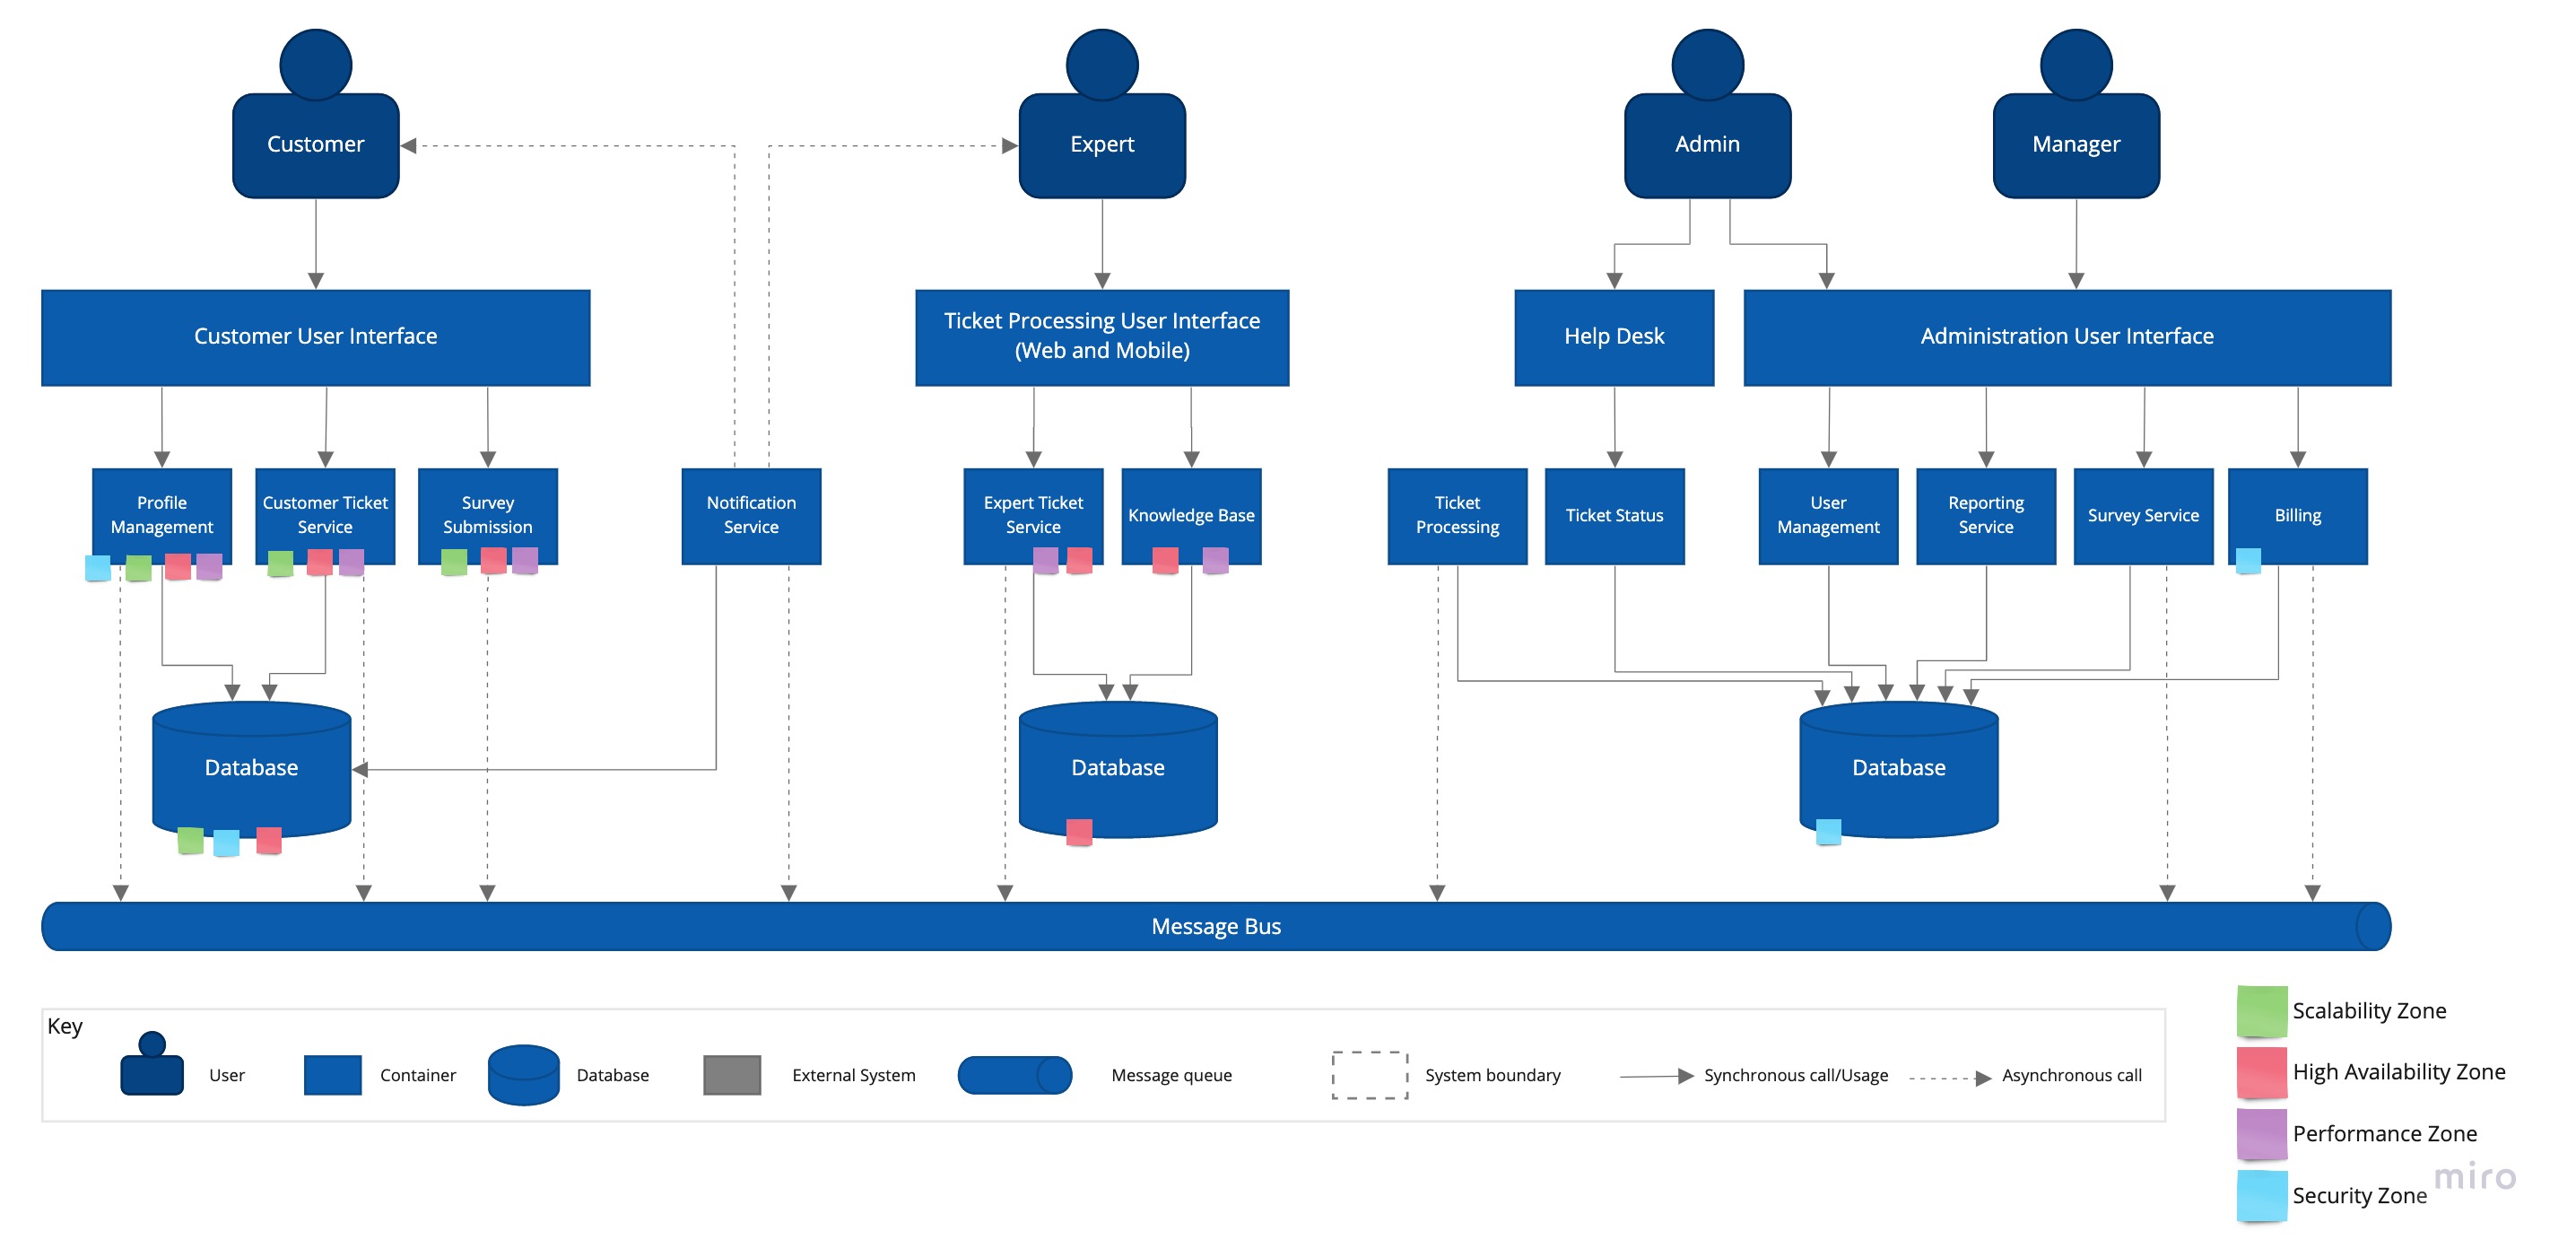 Customer
Expert
Admin
Manager
Customer User Interface
Ticket Processing User Interface
(Web and Mobile)
Help Desk
Administration User Interface
Profile
Management
Customer Ticket
Service
Survey
Submission
Notification
Service
Expert Ticket
Service
Knowledge Base
Ticket
Processing
Ticket Status
User
Management
Reporting
Service
Survey Service
Billing
Database
Database
Database
Message Bus
Key
User
Container
Database
External System
Message queue
System boundary
Synchronous call/Usage
Asynchronous call
Scalability Zone
High Availability Zone
Performance Zone
Security Zone
miro